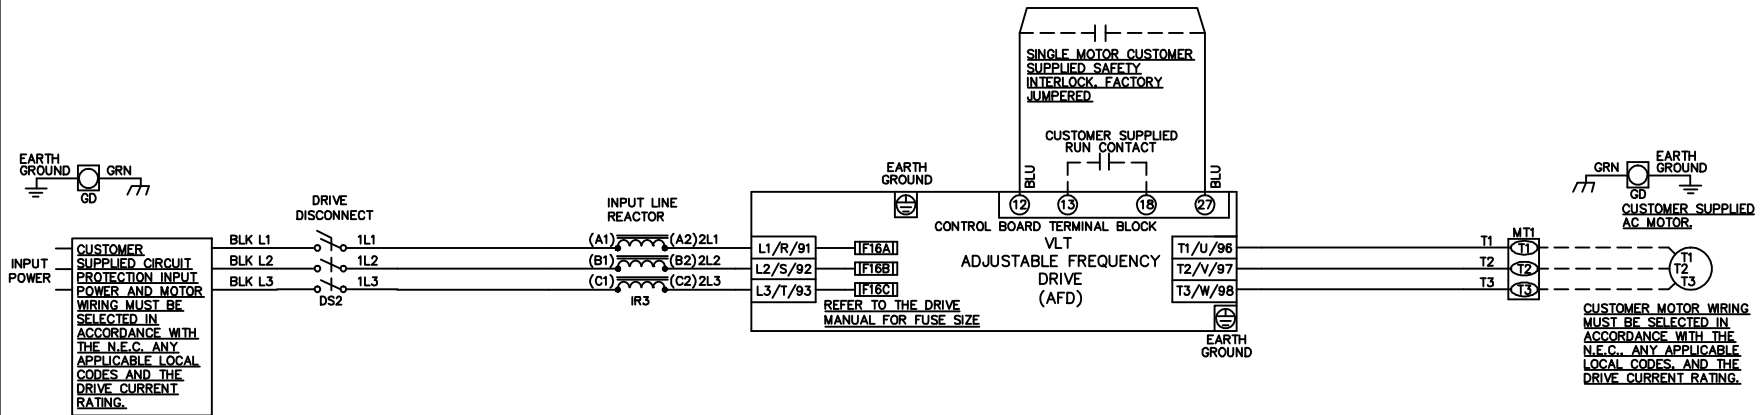 SINGLE MOTOR CUSTOMER
SUPPLIED SAFETY
INTERLOCK, FACTORY
JUMPERED
CUSTOMER SUPPLIED
RUN CONTACT
BLU
BLU
EARTH
GROUND
12
13
18
27
CONTROL BOARD TERMINAL BLOCK
EARTH
GROUND
GRN
GD
INPUT
POWER
CUSTOMER
SUPPLIED CIRCUIT
PROTECTION INPUT
POWER AND MOTOR
WIRING MUST BE
SELECTED IN
ACCORDANCE WITH
THE N.E.C. ANY
APPLICABLE LOCAL
CODES AND THE
DRIVE CURRENT
RATING.
DRIVE
DISCONNECT
BLK L1
1L1
BLK L2
1L2
BLK L3
1L3
DS2
INPUT LINE
REACTOR
(A1)
(A2)
2L1
(B1)
(B2)
2L2
(C1)
(C2)
2L3
IR3
L1/R/91
L2/S/92
L3/T/93
F16A
F16B
F16C
REFER TO THE DRIVE
MANUAL FOR FUSE SIZE
VLT
ADJUSTABLE FREQUENCY
DRIVE
(AFD)
T1/U/96
T2/V/97
T3/W/98
EARTH
GROUND
T1
T2
T3
MT1
T1
T2
T3
GRN
EARTH
GROUND
GD
CUSTOMER SUPPLIED
AC MOTOR.
T1
T2
T3
CUSTOMER MOTOR WIRING
MUST BE SELECTED IN
ACCORDANCE WITH THE
N.E.C., ANY APPLICABLE
LOCAL CODES, AND THE
DRIVE CURRENT RATING.